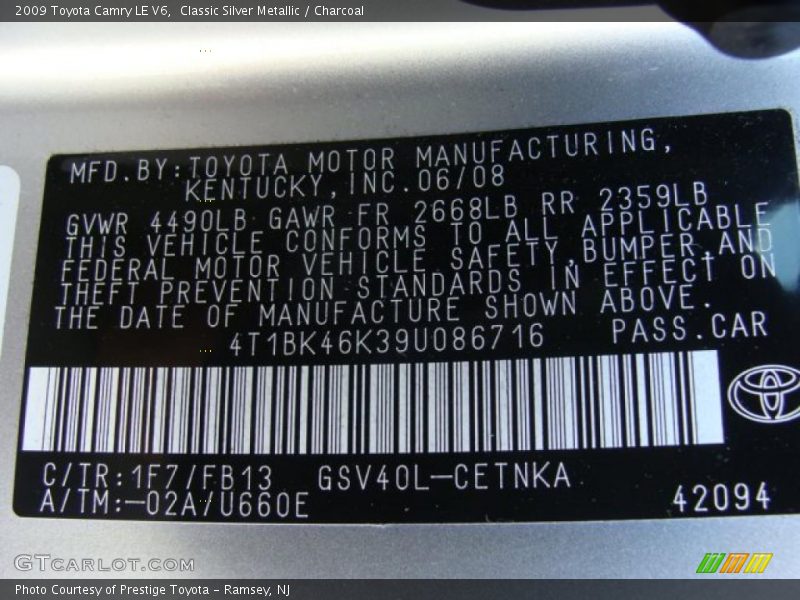 2009 Toyota Camry LE V6,  Classic Silver Metallic / Charcoal
MFD.BY:TOYOTA MOTOR MANUFACTURING,
KENTUCKY,INC.06/08
GVWR 4490LB GAWR FR 2668LB RR 2359LB
THIS VEHICLE CONFORMS TO ALL APPLICABLE
FEDERAL MOTOR VEHICLE SAFETY,BUMPER,AND
THEFT PREVENTION STANDARDS IN EFFECT ON
THE DATE OF MANUFACTURE SHOWN ABOVE.
4T1BK46K39U086716 PASS.CAR
C/TR:1F7/FB13 GSV40L-CETNKA
A/TM:-02A/U660E 42094
GTCARLOT.COM
Photo Courtesy of Prestige Toyota - Ramsey, NJ